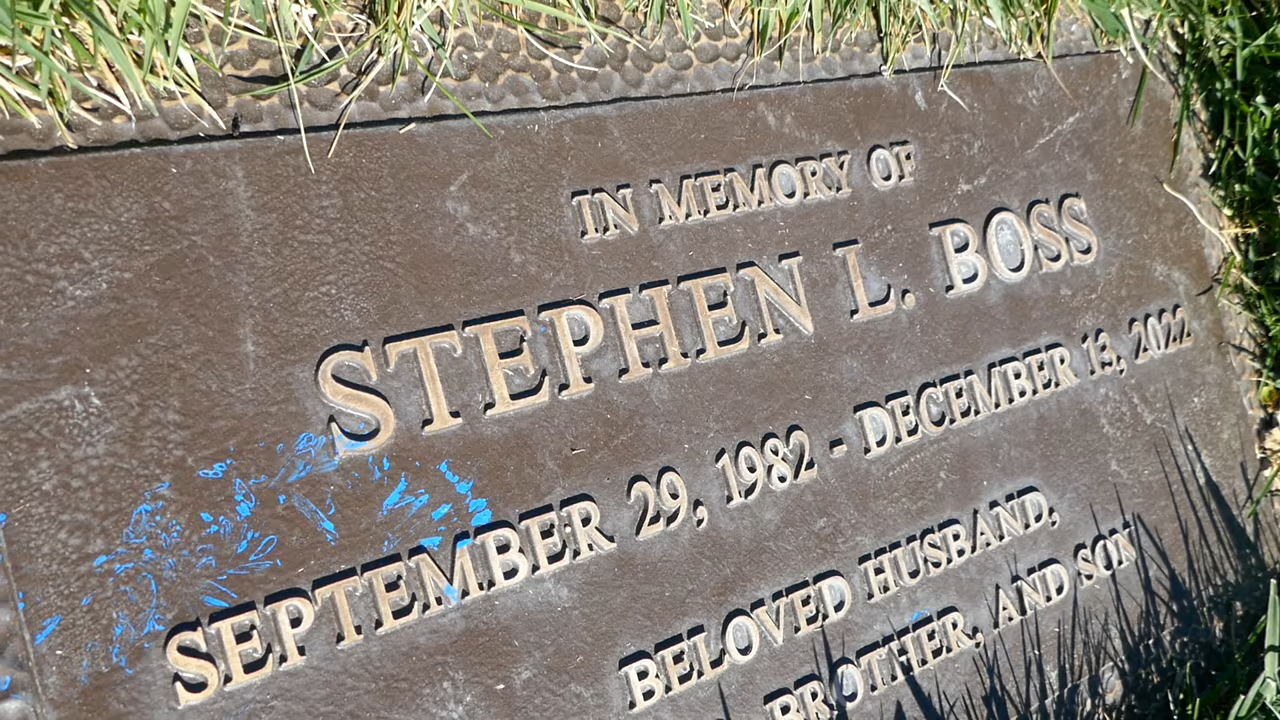 IN MEMORY OF
STEPHEN L. BOSS
SEPTEMBER 29, 1982 - DECEMBER 13, 2022
BELOVED HUSBAND,
BROTHER, AND SON